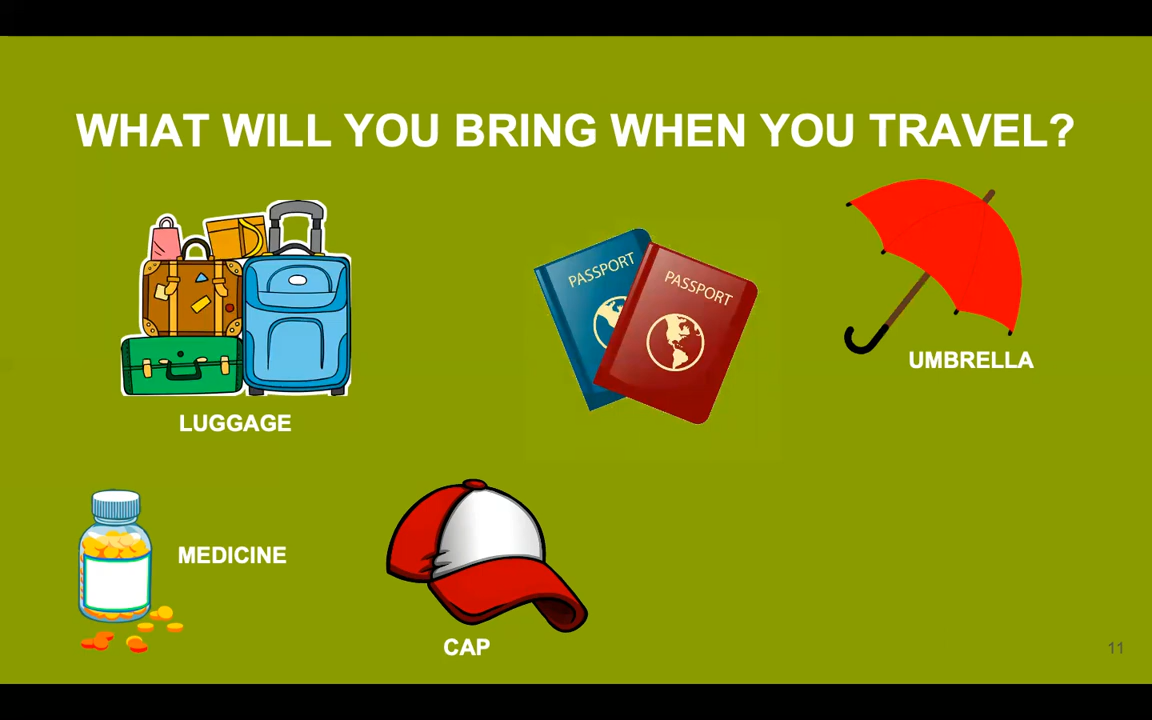 WHAT WILL YOU BRING WHEN YOU TRAVEL?
PASSPORT
PASSPORT
UMBRELLA
LUGGAGE
MEDICINE
CAP
11